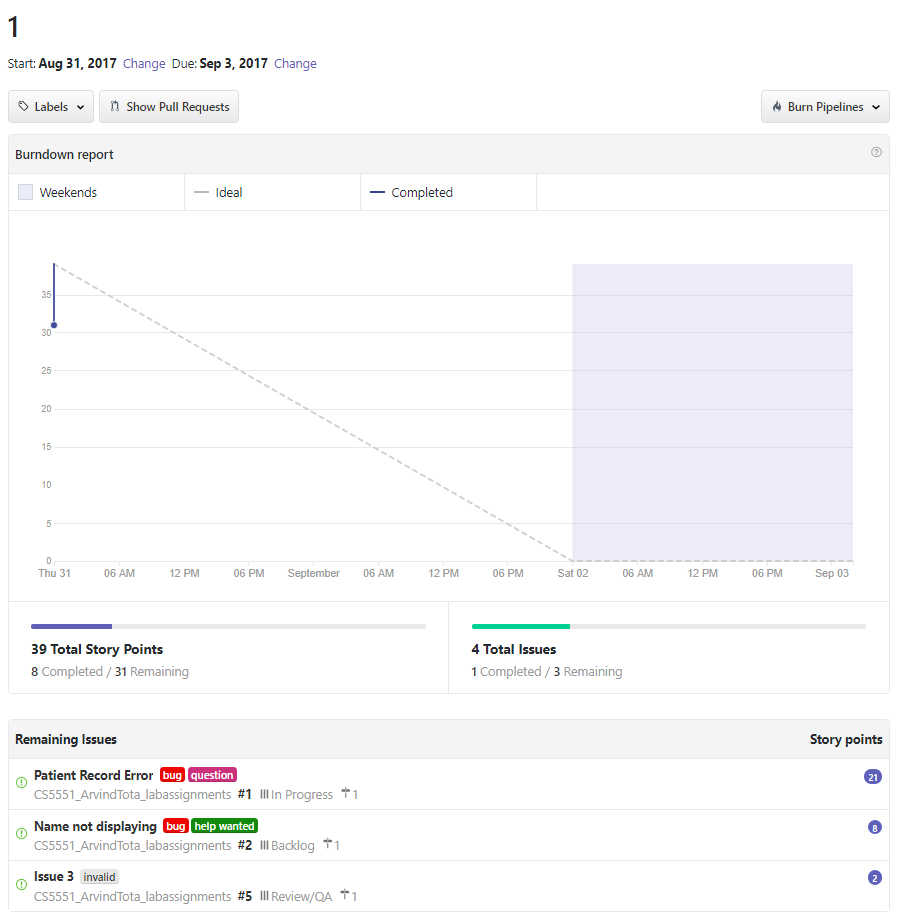 1
Start: Aug 31, 2017 Change Due: Sep 3, 2017 Change
Labels Show Pull Requests Burn Pipelines
Burndown report
Weekends Ideal Completed
35
30
25
20
15
10
5
0
Thu 31 06 AM 12 PM 06 PM September 06 AM 12 PM 06 PM Sat 02 06 AM 12 PM 06 PM Sep 03
39 Total Story Points
8 Completed / 31 Remaining
4 Total Issues
1 Completed / 3 Remaining
Remaining Issues Story points
Patient Record Error bug question 21
CS5551_ArvindTota_labassignments #1 In Progress 1
Name not displaying bug help wanted 8
CS5551_ArvindTota_labassignments #2 Backlog 1
Issue 3 invalid 2
CS5551_ArvindTota_labassignments #5 Review/QA 1